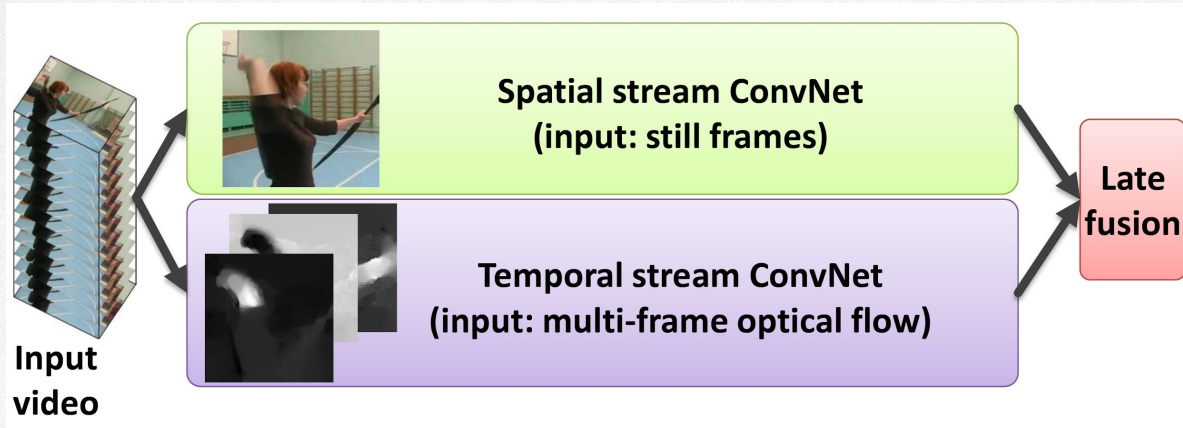 Spatial stream ConvNet
(input: still frames)
Temporal stream ConvNet
(input: multi-frame optical flow)
Late
fusion
Input
video